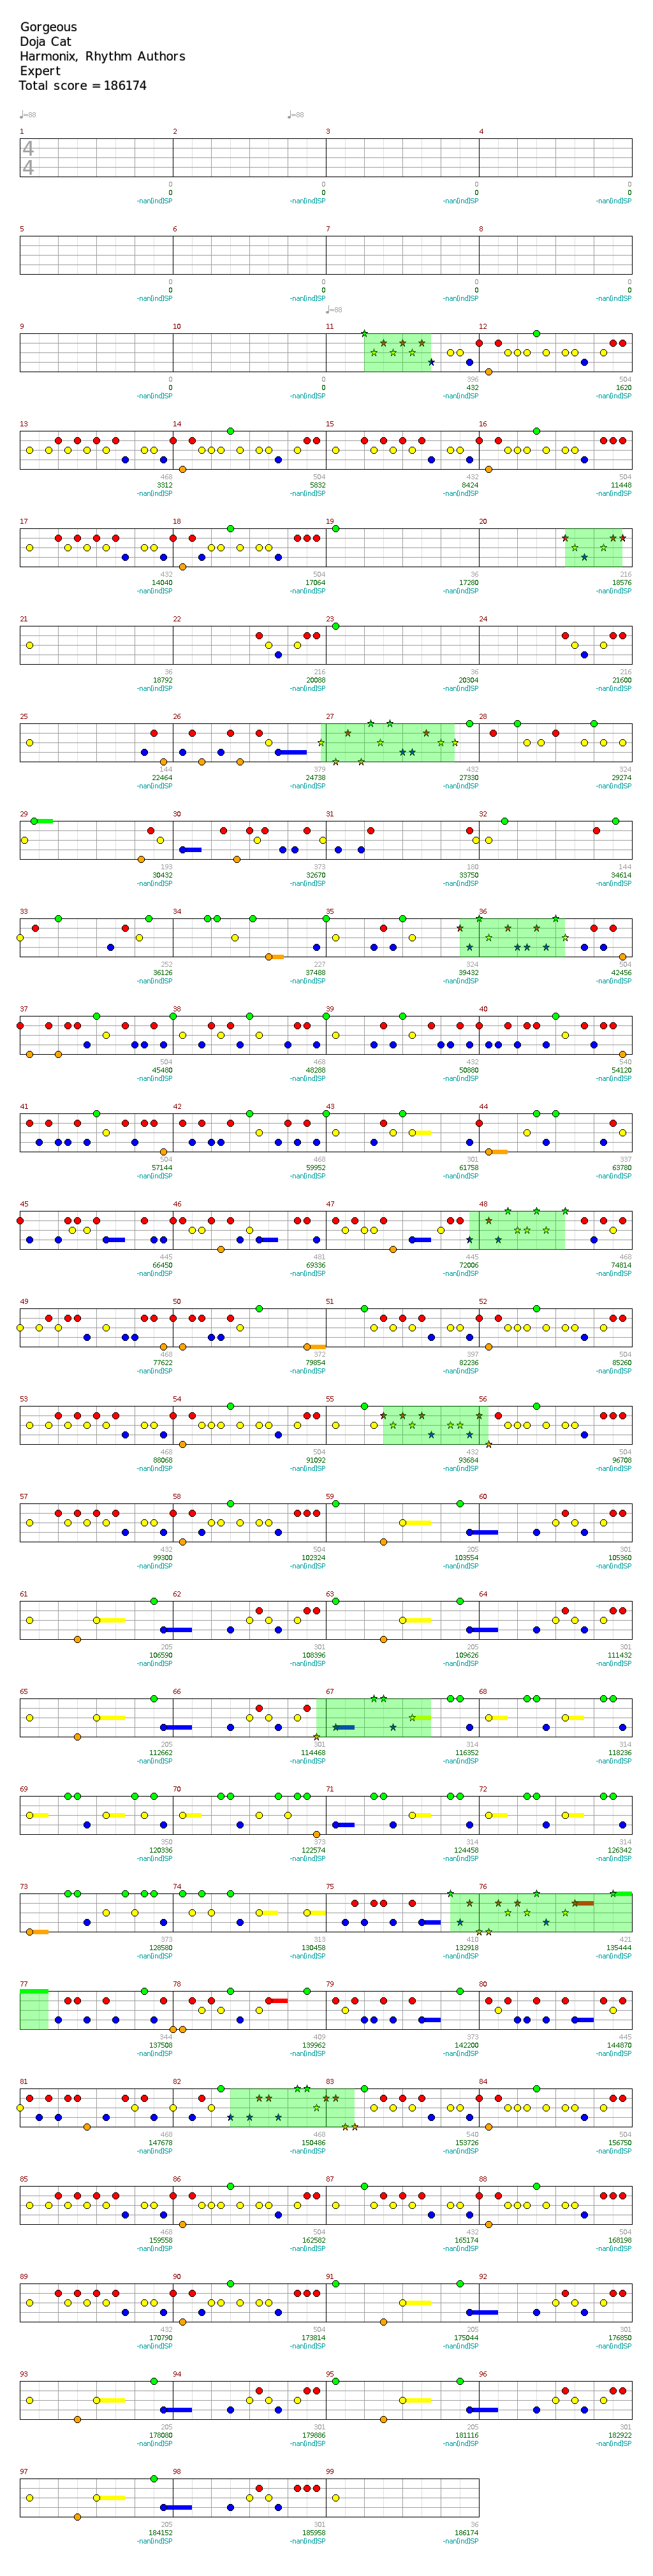 Gorgeous
Doja Cat
Harmonix, Rhythm Authors
Expert
Total score = 186174
♩=88 ♩=88
1 2 3 4
4
4
0 0 0 0
0 0 0 0
-nan(ind)SP -nan(ind)SP -nan(ind)SP -nan(ind)SP
5 6 7 8
0 0 0 0
0 0 0 0
-nan(ind)SP -nan(ind)SP -nan(ind)SP -nan(ind)SP
♩=88
9 10 11 12
0 0 396 504
0 0 432 1620
-nan(ind)SP -nan(ind)SP -nan(ind)SP -nan(ind)SP
13 14 15 16
468 504 432 504
3312 5832 8424 11448
-nan(ind)SP -nan(ind)SP -nan(ind)SP -nan(ind)SP
17 18 19 20
432 504 36 216
14040 17064 17280 18576
-nan(ind)SP -nan(ind)SP -nan(ind)SP -nan(ind)SP
21 22 23 24
36 216 36 216
18792 20088 20304 21600
-nan(ind)SP -nan(ind)SP -nan(ind)SP -nan(ind)SP
25 26 27 28
144 379 432 324
22464 24738 27330 29274
-nan(ind)SP -nan(ind)SP -nan(ind)SP -nan(ind)SP
29 30 31 32
193 373 180 144
30432 32670 33750 34614
-nan(ind)SP -nan(ind)SP -nan(ind)SP -nan(ind)SP
33 34 35 36
252 227 324 504
36126 37488 39432 42456
-nan(ind)SP -nan(ind)SP -nan(ind)SP -nan(ind)SP
37 38 39 40
504 468 432 540
45480 48288 50880 54120
-nan(ind)SP -nan(ind)SP -nan(ind)SP -nan(ind)SP
41 42 43 44
504 468 301 337
57144 59952 61758 63780
-nan(ind)SP -nan(ind)SP -nan(ind)SP -nan(ind)SP
45 46 47 48
445 481 445 468
66450 69336 72006 74814
-nan(ind)SP -nan(ind)SP -nan(ind)SP -nan(ind)SP
49 50 51 52
468 372 397 504
77622 79854 82236 85260
-nan(ind)SP -nan(ind)SP -nan(ind)SP -nan(ind)SP
53 54 55 56
468 504 432 504
88068 91092 93684 96708
-nan(ind)SP -nan(ind)SP -nan(ind)SP -nan(ind)SP
57 58 59 60
432 504 205 301
99300 102324 103554 105360
-nan(ind)SP -nan(ind)SP -nan(ind)SP -nan(ind)SP
61 62 63 64
205 301 205 301
106590 108396 109626 111432
-nan(ind)SP -nan(ind)SP -nan(ind)SP -nan(ind)SP
65 66 67 68
205 301 314 314
112662 114468 116352 118236
-nan(ind)SP -nan(ind)SP -nan(ind)SP -nan(ind)SP
69 70 71 72
350 373 314 314
120336 122574 124458 126342
-nan(ind)SP -nan(ind)SP -nan(ind)SP -nan(ind)SP
73 74 75 76
373 313 410 421
128580 130458 132918 135444
-nan(ind)SP -nan(ind)SP -nan(ind)SP -nan(ind)SP
77 78 79 80
344 409 373 445
137508 139962 142200 144870
-nan(ind)SP -nan(ind)SP -nan(ind)SP -nan(ind)SP
81 82 83 84
468 468 540 504
147678 150486 153726 156750
-nan(ind)SP -nan(ind)SP -nan(ind)SP -nan(ind)SP
85 86 87 88
468 504 432 504
159558 162582 165174 168198
-nan(ind)SP -nan(ind)SP -nan(ind)SP -nan(ind)SP
89 90 91 92
432 504 205 301
170790 173814 175044 176850
-nan(ind)SP -nan(ind)SP -nan(ind)SP -nan(ind)SP
93 94 95 96
205 301 205 301
178080 179886 181116 182922
-nan(ind)SP -nan(ind)SP -nan(ind)SP -nan(ind)SP
97 98 99
205 301 36
184152 185958 186174
-nan(ind)SP -nan(ind)SP -nan(ind)SP